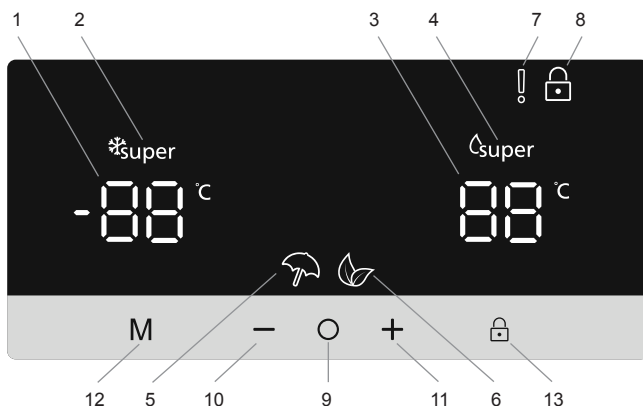 1 2 3 4 7 8
super super
-88 °C 88 °C
M − ○ +
12 5 10 9 11 6 13